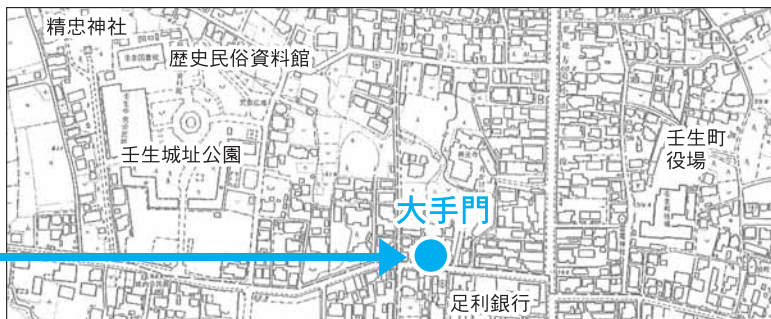 精忠神社
歴史民俗資料館
壬生城址公園
大手門
壬生町
役場
足利銀行